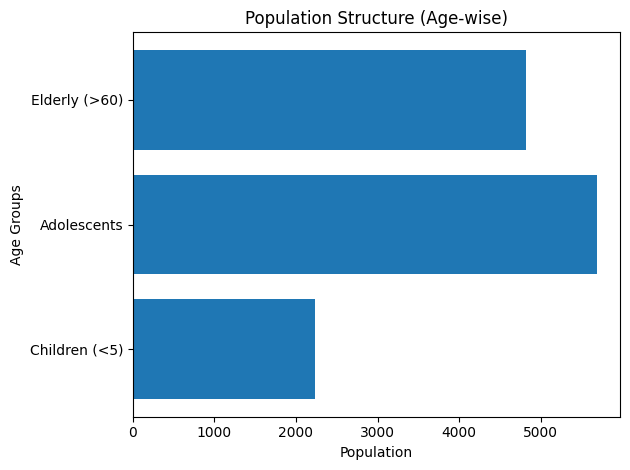 Population Structure (Age-wise)
Age Groups
Elderly (>60)
Adolescents
Children (<5)
0 1000 2000 3000 4000 5000
Population